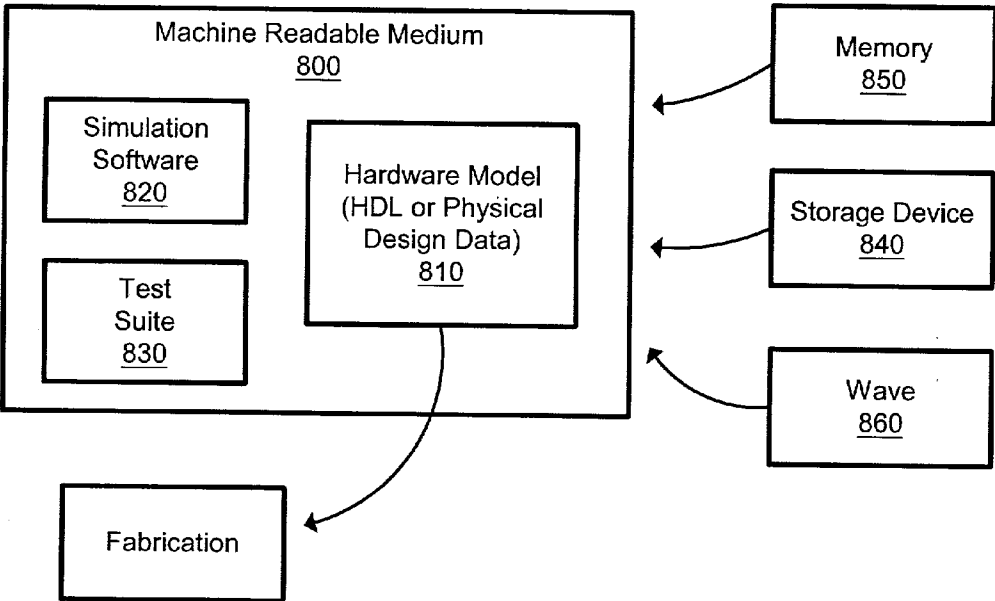 Machine Readable Medium
800
Simulation
Software
820
Test
Suite
830
Hardware Model
(HDL or Physical
Design Data)
810
Memory
850
Storage Device
840
Wave
860
Fabrication